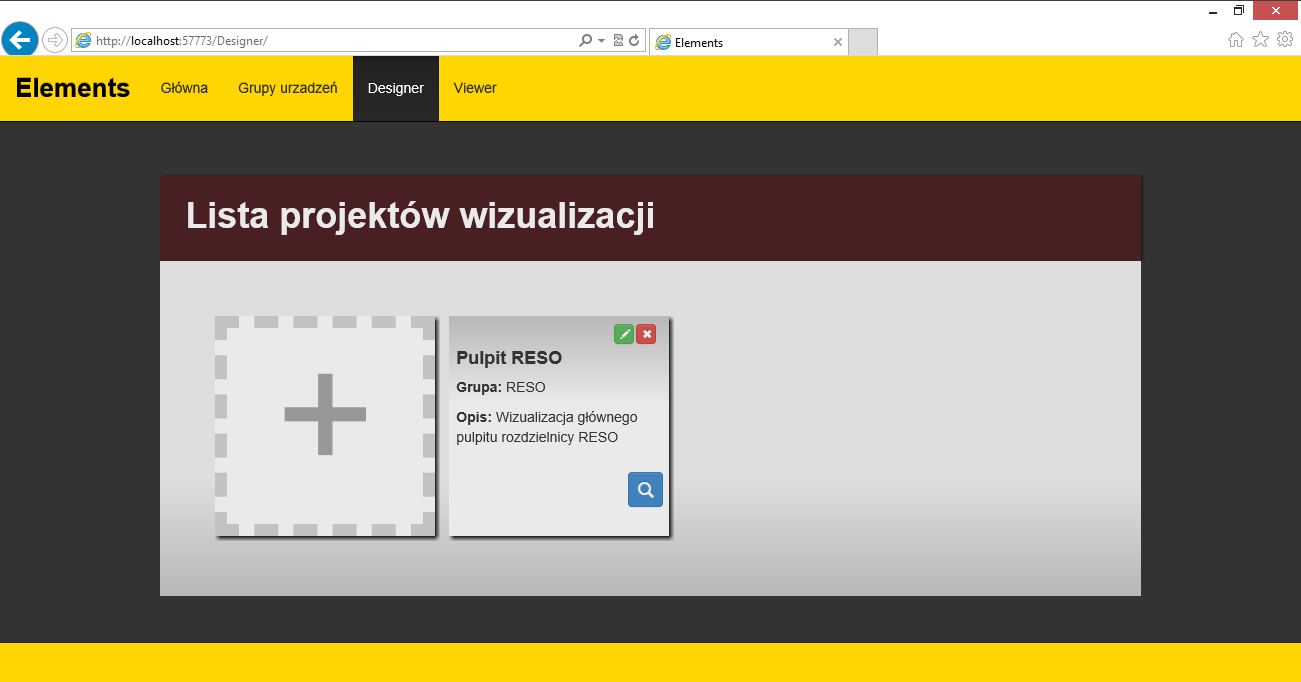 http://localhost:57773/Designer/
Elements
Elements
Główna
Grupy urzadzeń
Designer
Viewer
Lista projektów wizualizacji
Pulpit RESO
Grupa: RESO
Opis: Wizualizacja głównego
pulpitu rozdzielnicy RESO